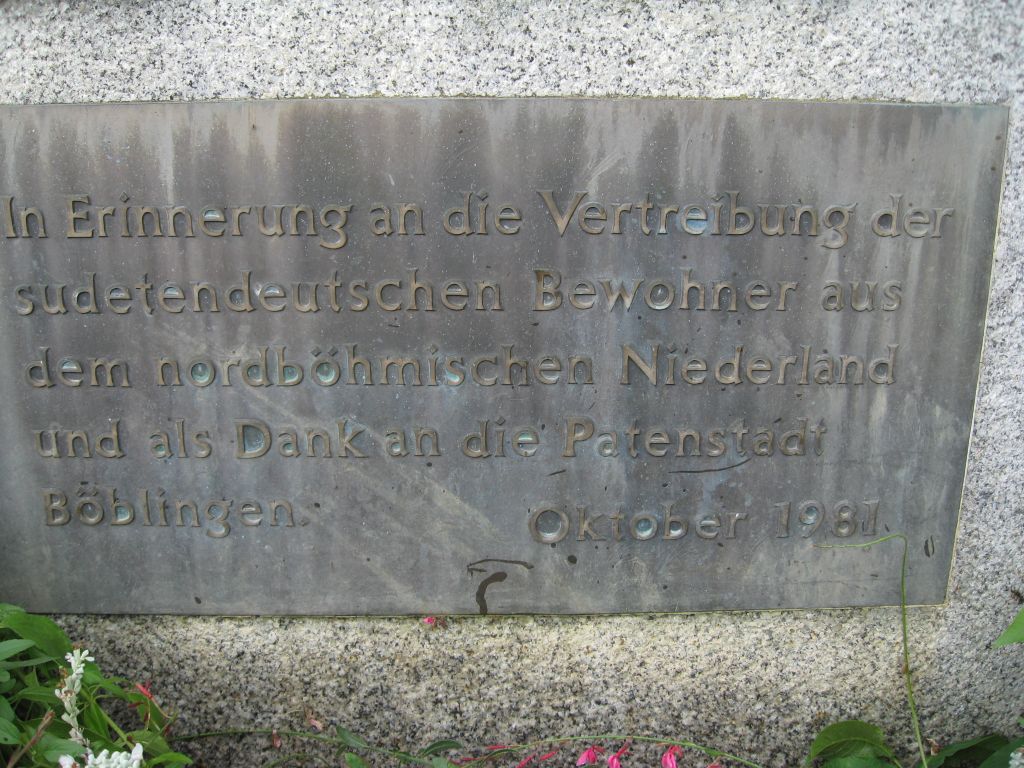 In Erinnerung an die Vertreibung der
sudetendeutschen Bewohner aus
dem nordböhmischen Niederland
und als Dank an die Patenstadt
Böblingen. Oktober 1981